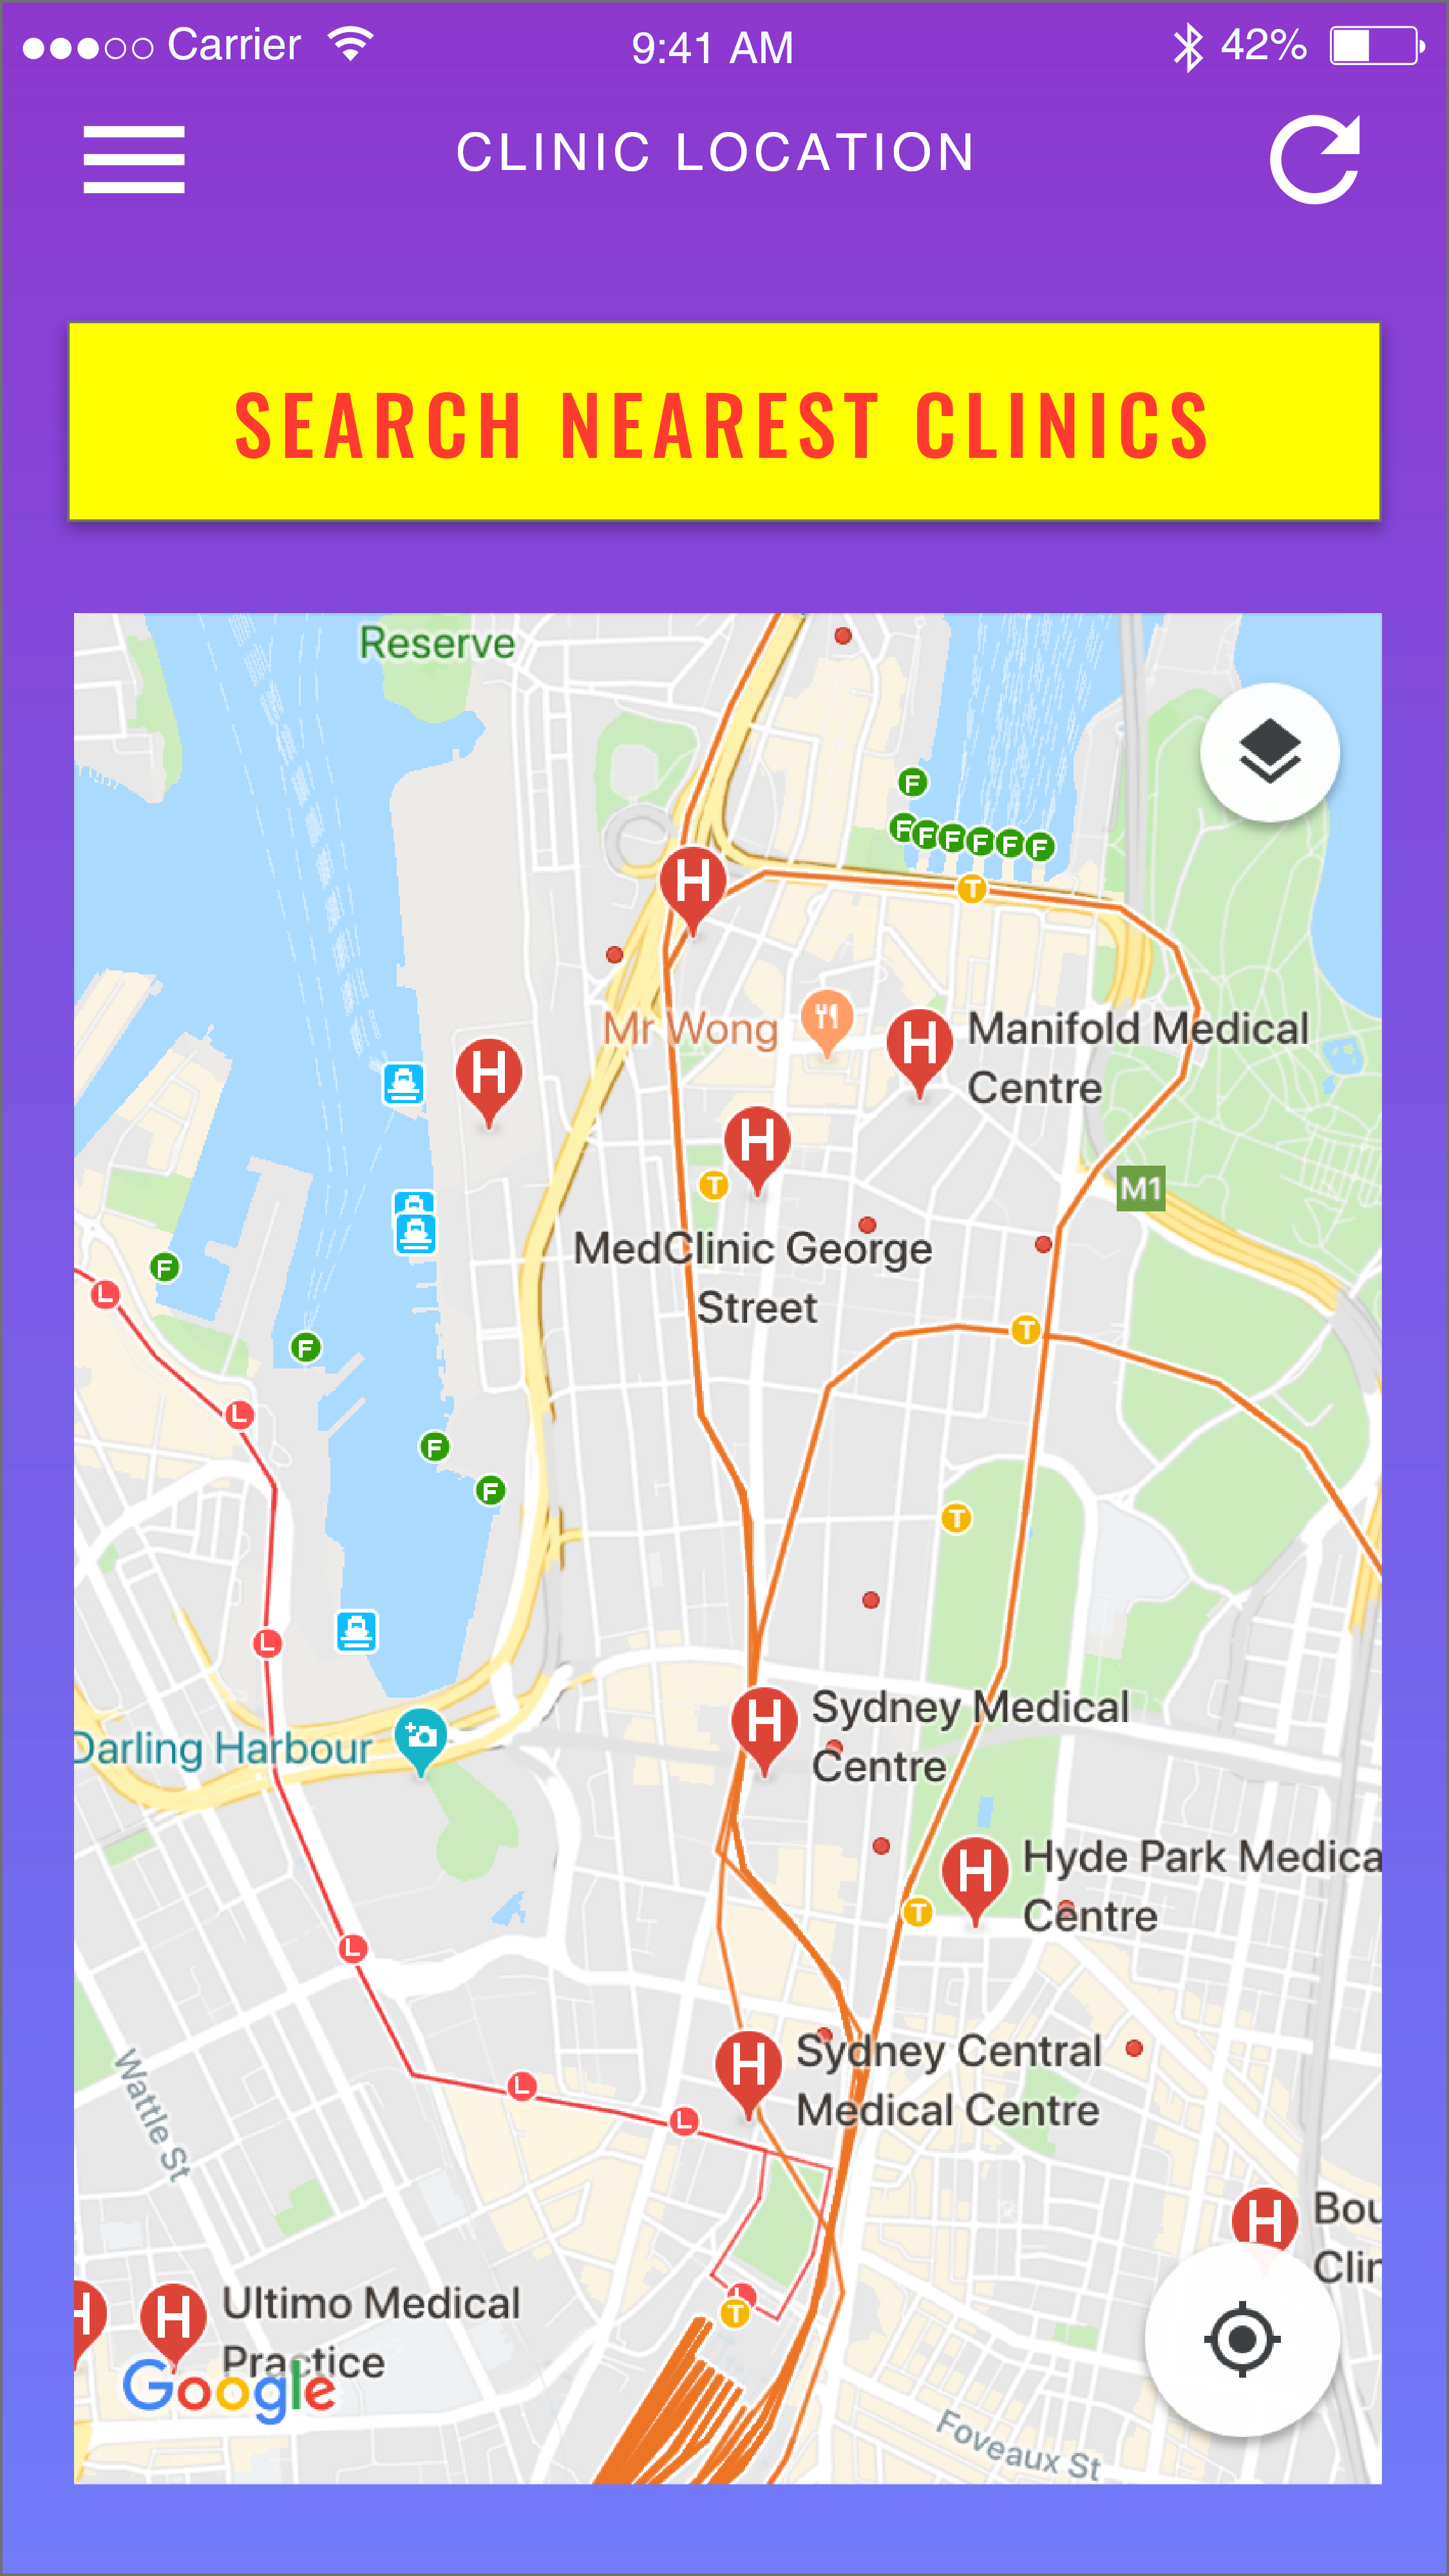 Carrier
9:41 AM
42%
CLINIC LOCATION
SEARCH NEAREST CLINICS
Reserve
F
F F F F F F
T
H
Mr Wong
H
Manifold Medical
Centre
H
H
T
M1
MedClinic George
Street
F
L
T
F
L
F
F
T
L
H
Sydney Medical
Centre
Darling Harbour
H
Hyde Park Medica
Centre
T
L
H
Sydney Central
Medical Centre
Wattle St
L
L
H
Bou
Clin
H
H
Ultimo Medical
Practice
L
T
Google
Foveaux St